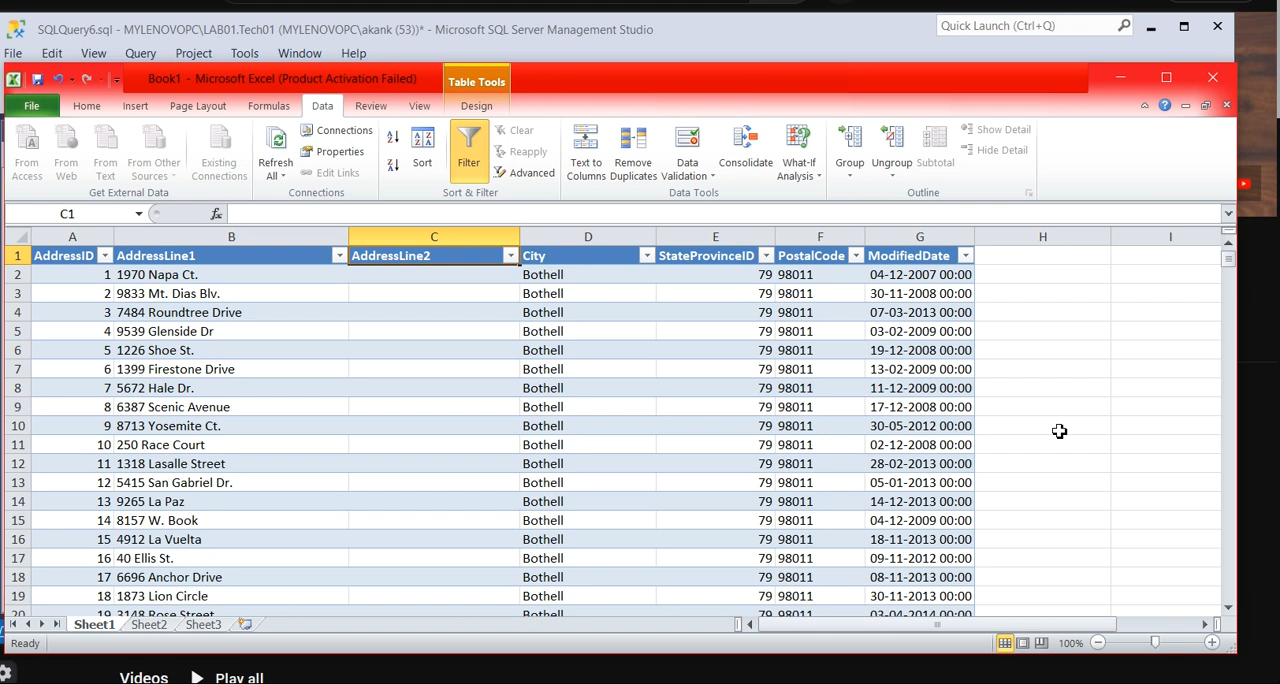 SQLQuery6.sql - MYLENOVOPC\LAB01.Tech01 (MYLENOVOPC\akank (53))* - Microsoft SQL Server Management Studio
Quick Launch (Ctrl+Q)
File Edit View Query Project Tools Window Help
Book1 - Microsoft Excel (Product Activation Failed)
Table Tools
File Home Insert Page Layout Formulas Data Review View Design
From Access
From Web
From Text
From Other Sources
Existing Connections
Get External Data
Refresh All
Connections
Properties
Edit Links
Connections
Sort
Filter
Clear
Reapply
Advanced
Sort & Filter
Text to Columns
Remove Duplicates
Data Validation
Consolidate
What-If Analysis
Data Tools
Group
Ungroup
Subtotal
Show Detail
Hide Detail
Outline
C1 fx
A B C D E F G H I
1 AddressID AddressLine1 AddressLine2 City StateProvinceID PostalCode ModifiedDate
2 1 1970 Napa Ct. Bothell 79 98011 04-12-2007 00:00
3 2 9833 Mt. Dias Blv. Bothell 79 98011 30-11-2008 00:00
4 3 7484 Roundtree Drive Bothell 79 98011 07-03-2013 00:00
5 4 9539 Glenside Dr Bothell 79 98011 03-02-2009 00:00
6 5 1226 Shoe St. Bothell 79 98011 19-12-2008 00:00
7 6 1399 Firestone Drive Bothell 79 98011 13-02-2009 00:00
8 7 5672 Hale Dr. Bothell 79 98011 11-12-2009 00:00
9 8 6387 Scenic Avenue Bothell 79 98011 17-12-2008 00:00
10 9 8713 Yosemite Ct. Bothell 79 98011 30-05-2012 00:00
11 10 250 Race Court Bothell 79 98011 02-12-2008 00:00
12 11 1318 Lasalle Street Bothell 79 98011 28-02-2013 00:00
13 12 5415 San Gabriel Dr. Bothell 79 98011 05-01-2013 00:00
14 13 9265 La Paz Bothell 79 98011 14-12-2013 00:00
15 14 8157 W. Book Bothell 79 98011 04-12-2009 00:00
16 15 4912 La Vuelta Bothell 79 98011 18-11-2013 00:00
17 16 40 Ellis St. Bothell 79 98011 09-11-2012 00:00
18 17 6696 Anchor Drive Bothell 79 98011 08-11-2013 00:00
19 18 1873 Lion Circle Bothell 79 98011 30-11-2013 00:00
20 19 3148 Rose Street Bothell 79 98011 03-04-2014 00:00
Sheet1 Sheet2 Sheet3
Ready 100%
Videos Play all